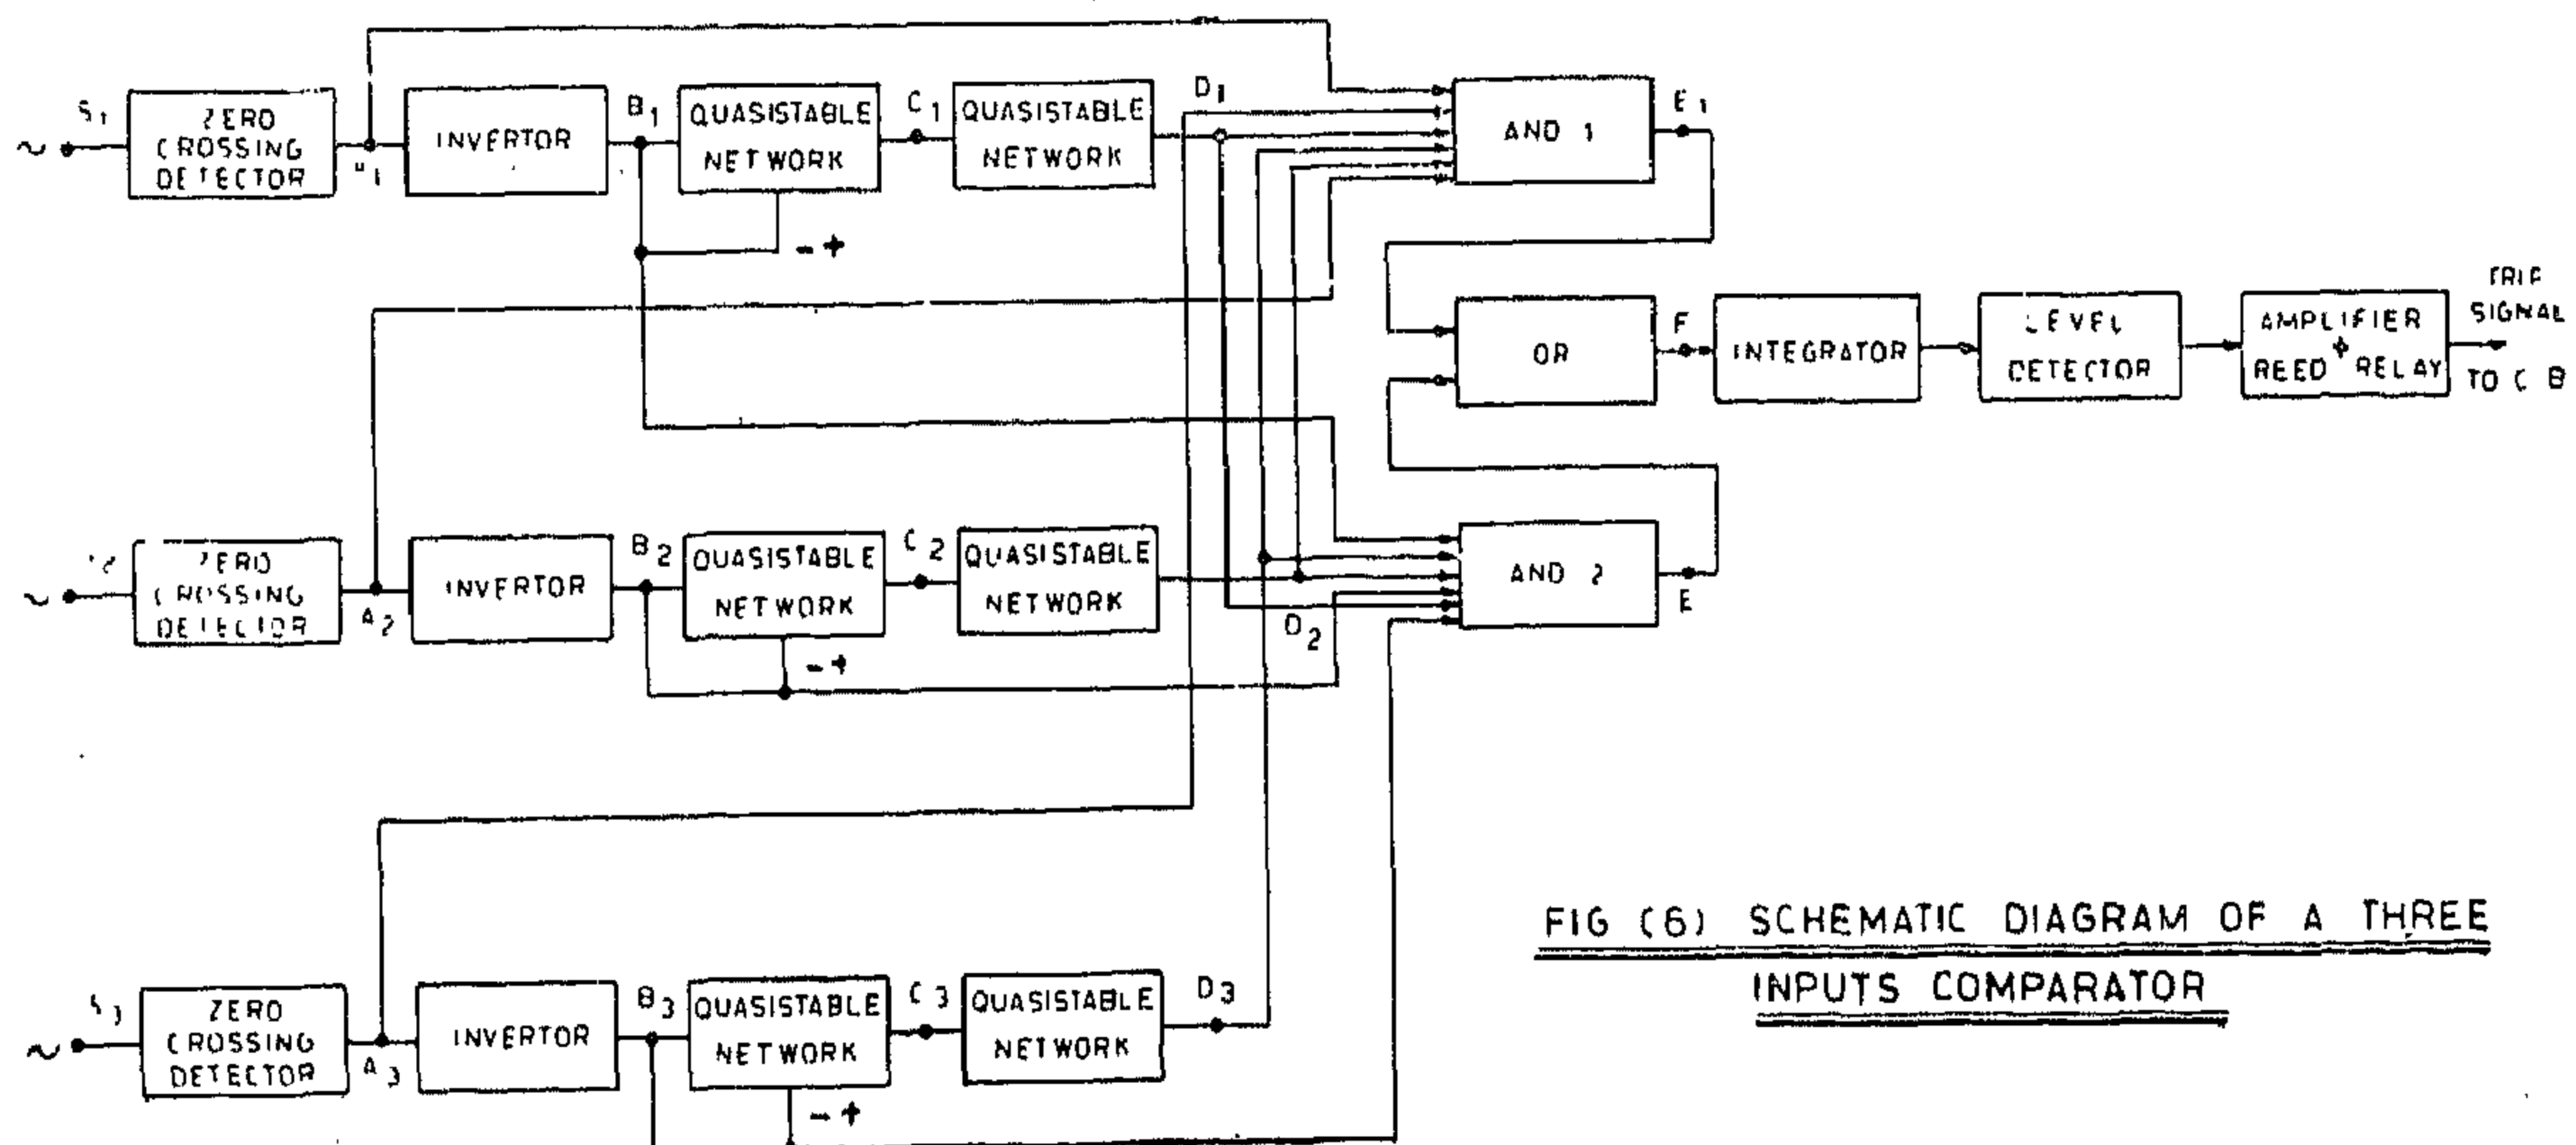 S1
ZERO
CROSSING
DETECTOR
INVERTOR
B1
QUASISTABLE
NETWORK
- +
C1
QUASISTABLE
NETWORK
D1
AND 1
E1
ZERO
CROSSING
DETECTOR
A2
INVERTOR
B2
QUASISTABLE
NETWORK
- +
C2
QUASISTABLE
NETWORK
D2
AND 2
E
OR
F
INTEGRATOR
LEVEL
DETECTOR
AMPLIFIER
+
REED RELAY
TRIP
SIGNAL
TO C B
S3
ZERO
CROSSING
DETECTOR
A3
INVERTOR
B3
QUASISTABLE
NETWORK
- +
C3
QUASISTABLE
NETWORK
D3
FIG (6) SCHEMATIC DIAGRAM OF A THREE
INPUTS COMPARATOR